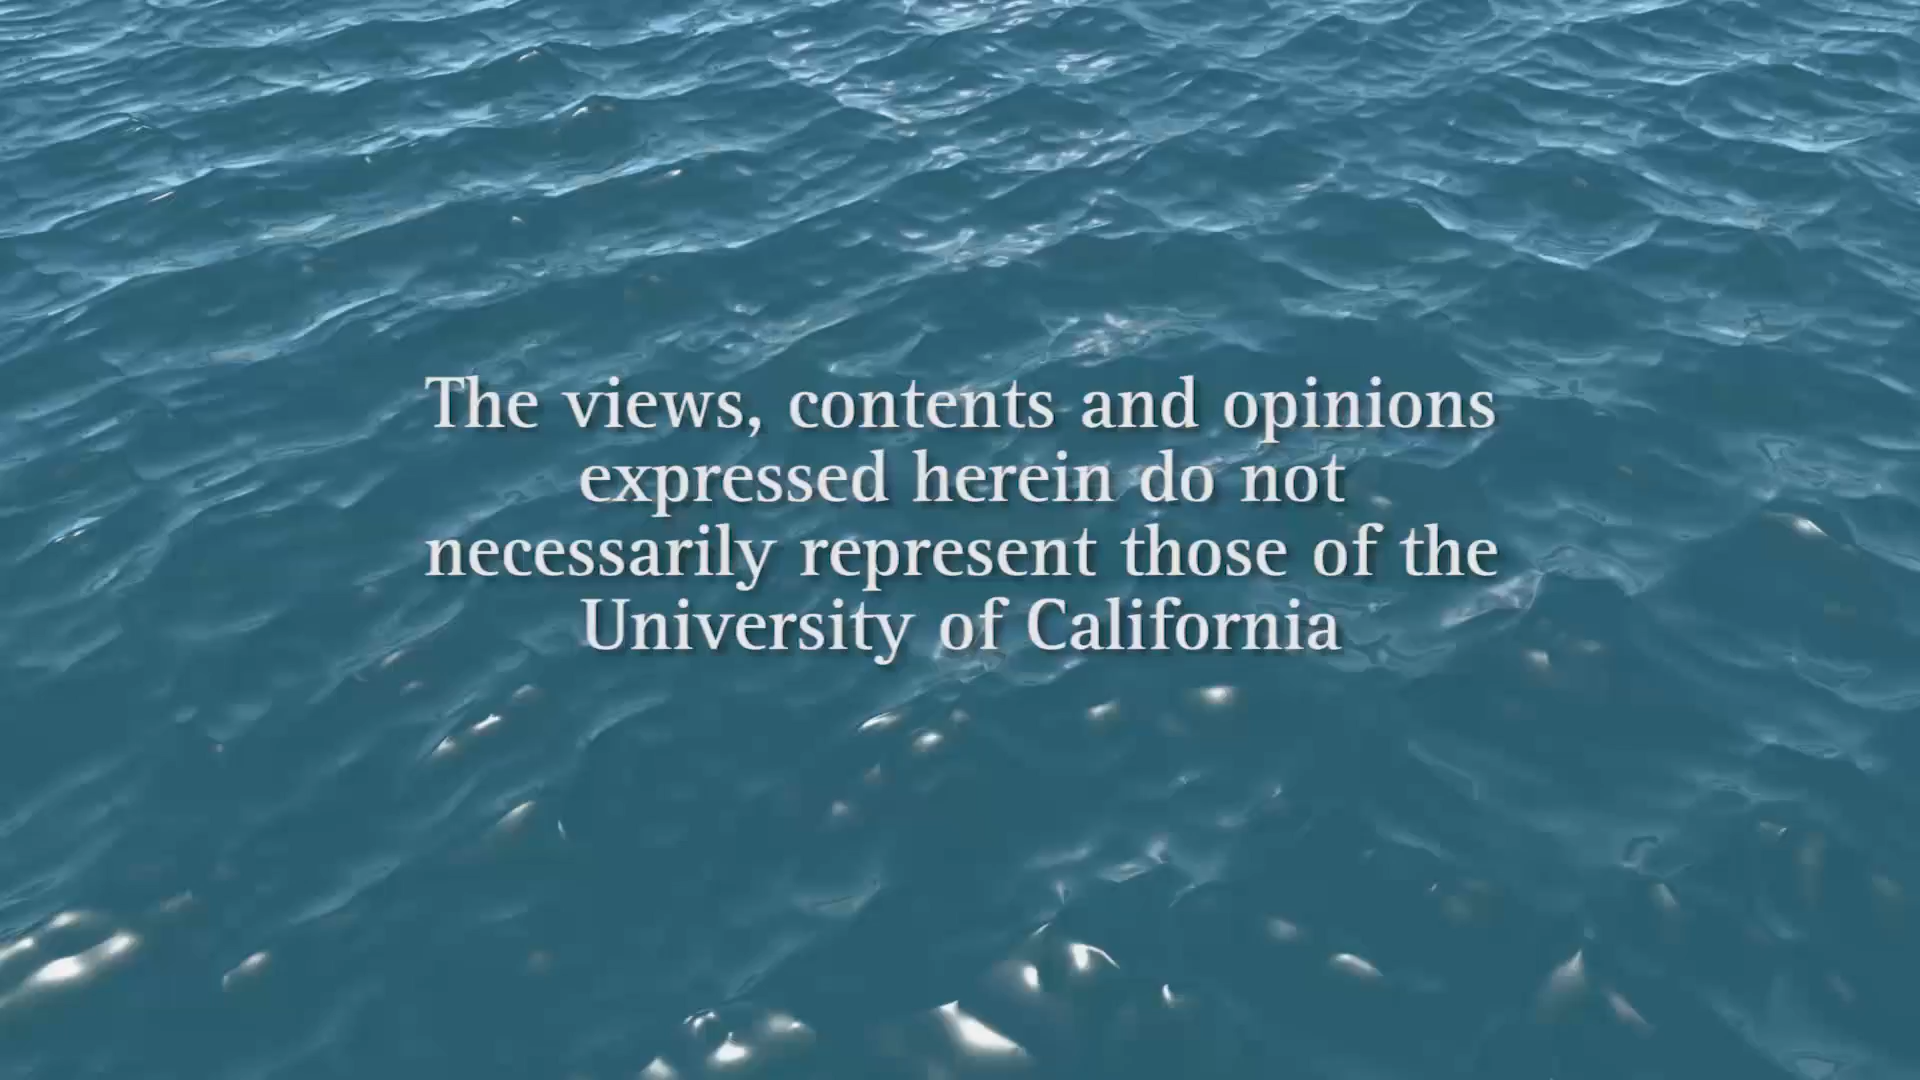 The views, contents and opinions
expressed herein do not
necessarily represent those of the
University of California